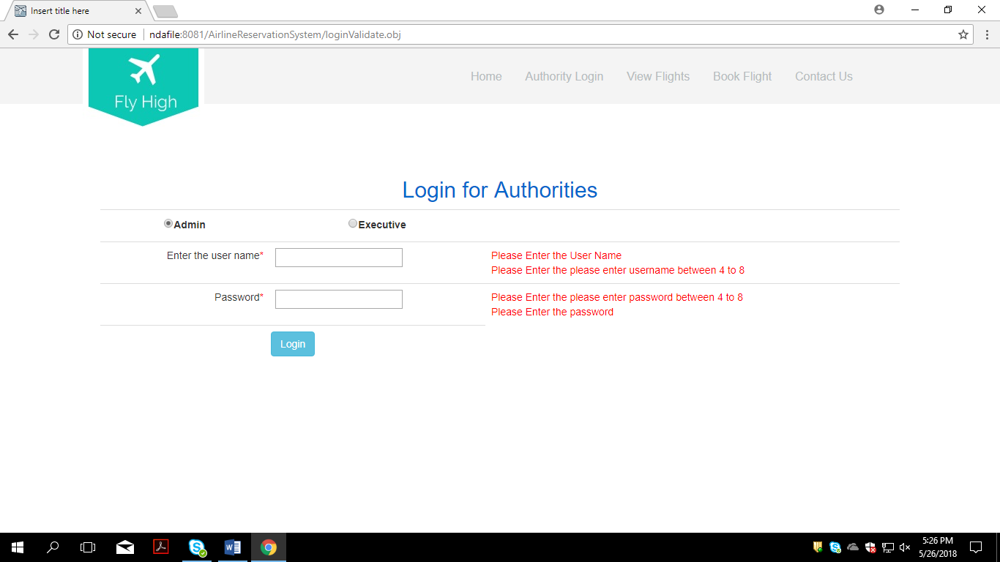 Insert title here
Not secure ndafile:8081/AirlineReservationSystem/loginValidate.obj
Fly High
Home Authority Login View Flights Book Flight Contact Us
Login for Authorities
Admin Executive
Enter the user name* Please Enter the User Name
Please Enter the please enter username between 4 to 8
Password* Please Enter the please enter password between 4 to 8
Please Enter the password
Login
5:26 PM
5/26/2018